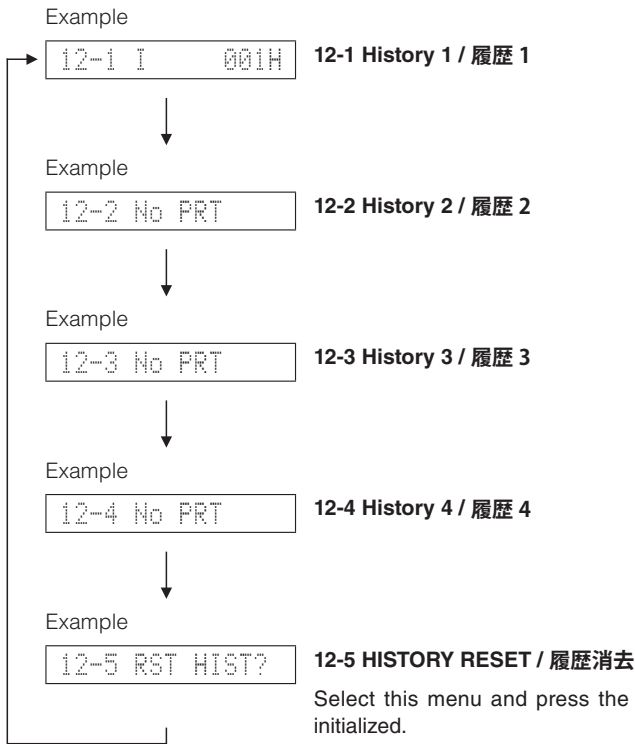 Example
12-1 I 001H
12-1 History 1 / 履歴 1
Example
12-2 No PRT
12-2 History 2 / 履歴 2
Example
12-3 No PRT
12-3 History 3 / 履歴 3
Example
12-4 No PRT
12-4 History 4 / 履歴 4
Example
12-5 RST HIST?
12-5 HISTORY RESET / 履歴消去
Select this menu and press the
initialized.